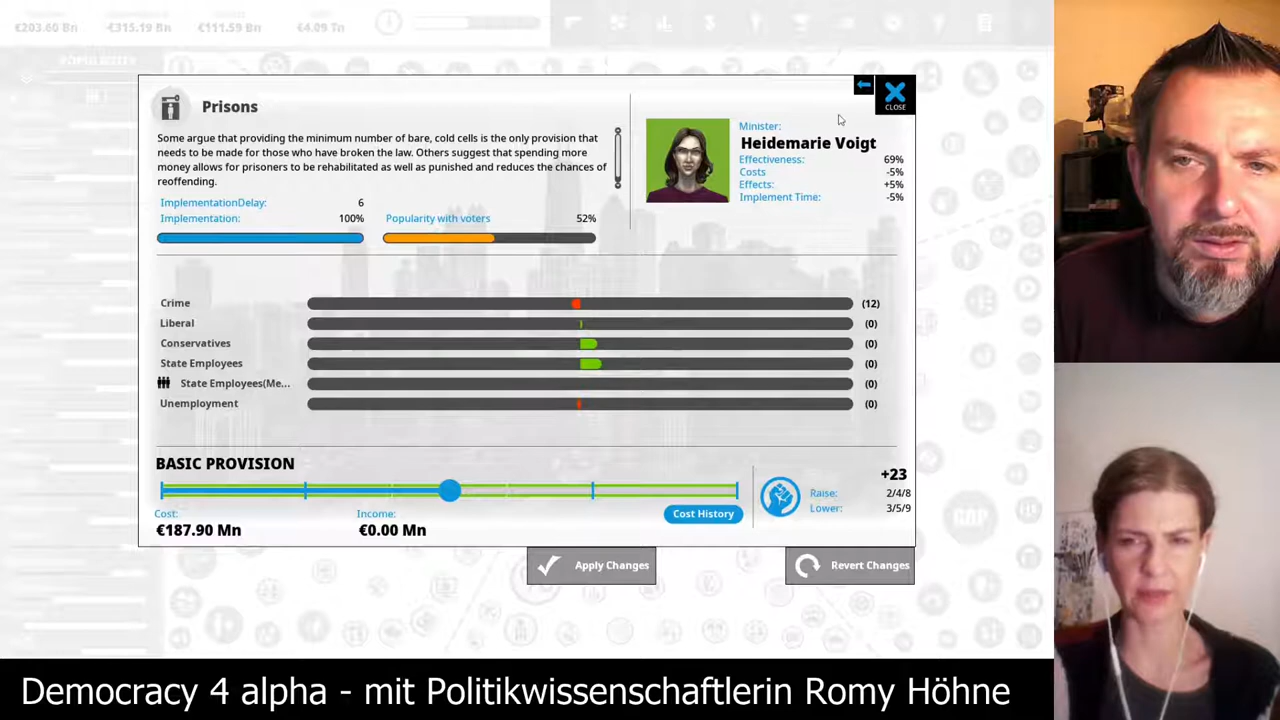 €203.60 Bn
€315.19 Bn
€111.59 Bn
€4.09 Tn
Prisons
CLOSE
Some argue that providing the minimum number of bare, cold cells is the only provision that
needs to be made for those who have broken the law. Others suggest that spending more
money allows for prisoners to be rehabilitated as well as punished and reduces the chances of
reoffending.
Minister:
Heidemarie Voigt
Effectiveness: 69%
Costs -5%
Effects: +5%
Implement Time: -5%
ImplementationDelay: 6
Implementation: 100%
Popularity with voters 52%
Crime (12)
Liberal (0)
Conservatives (0)
State Employees (0)
State Employees(Me... (0)
Unemployment (0)
BASIC PROVISION
+23
Raise: 2/4/8
Lower: 3/5/9
Cost: Income:
€187.90 Mn €0.00 Mn
Cost History
Apply Changes
Revert Changes
GDP
Democracy 4 alpha - mit Politikwissenschaftlerin Romy Höhne